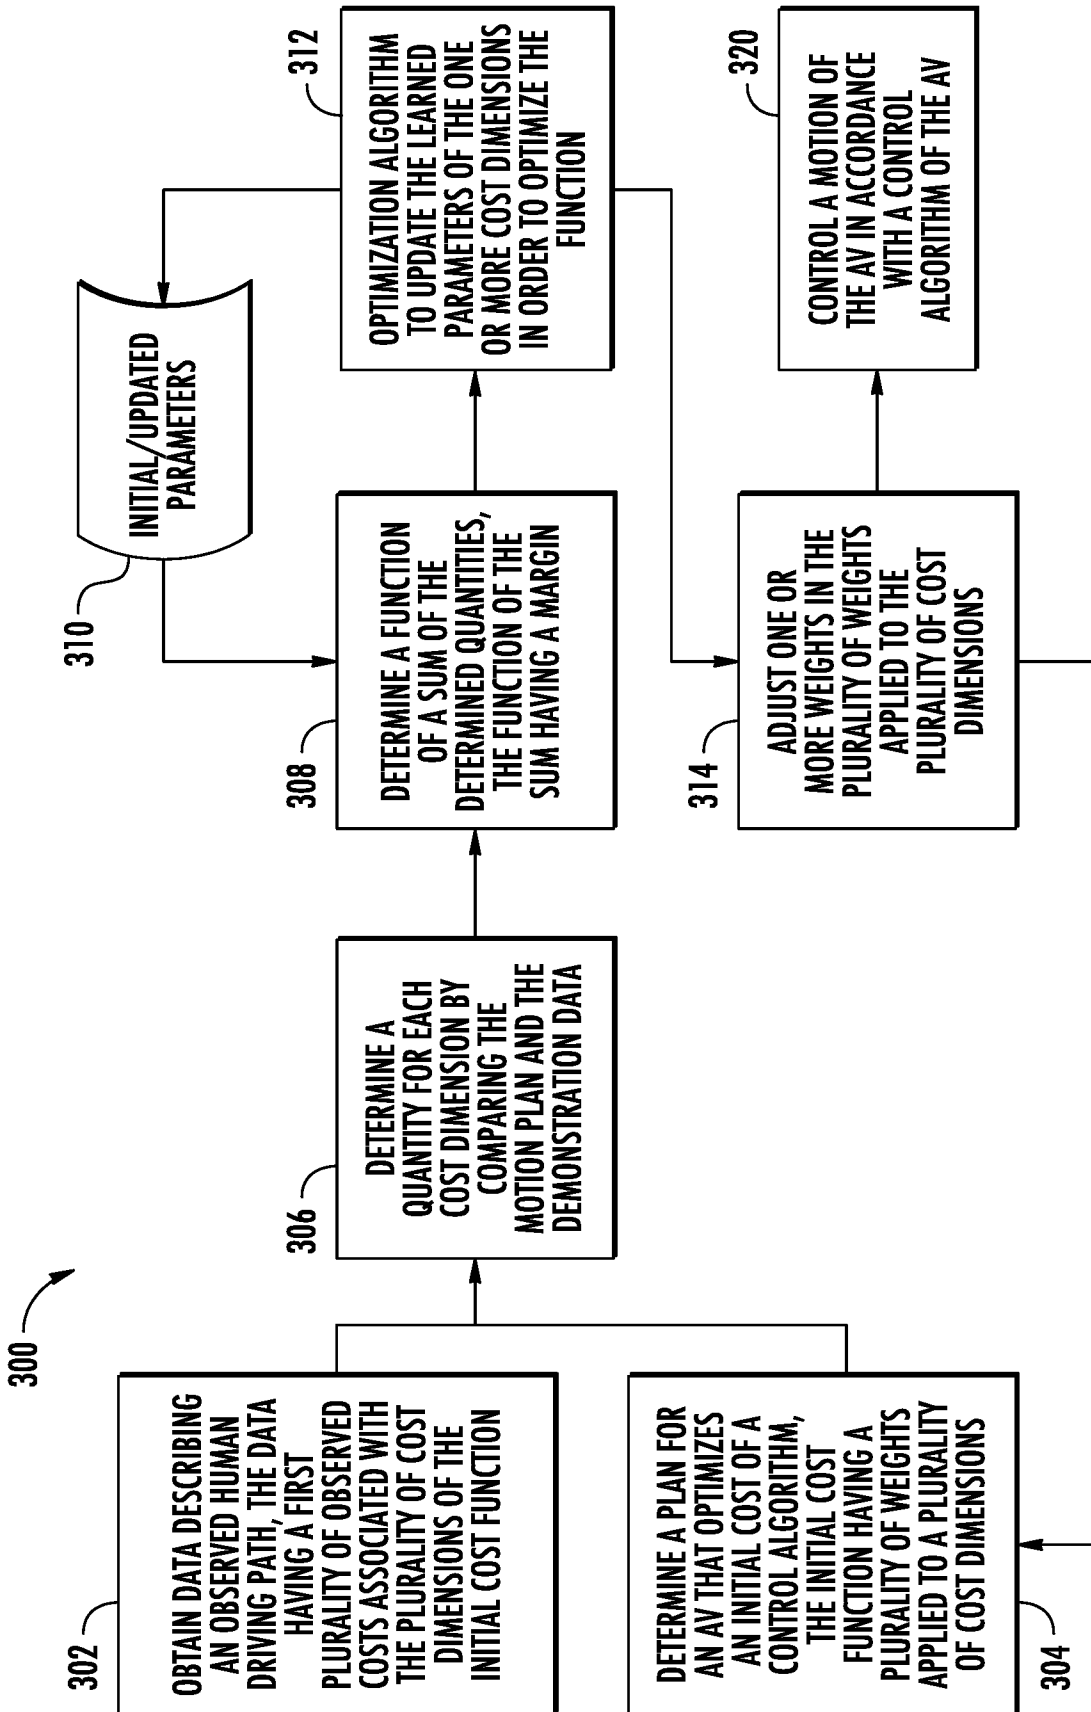 300
302
OBTAIN DATA DESCRIBING
AN OBSERVED HUMAN
DRIVING PATH, THE DATA
HAVING A FIRST
PLURALITY OF OBSERVED
COSTS ASSOCIATED WITH
THE PLURALITY OF COST
DIMENSIONS OF THE
INITIAL COST FUNCTION
DETERMINE A PLAN FOR
AN AV THAT OPTIMIZES
AN INITIAL COST OF A
CONTROL ALGORITHM,
THE INITIAL COST
FUNCTION HAVING A
PLURALITY OF WEIGHTS
APPLIED TO A PLURALITY
OF COST DIMENSIONS
304
306
DETERMINE A
QUANTITY FOR EACH
COST DIMENSION BY
COMPARING THE
MOTION PLAN AND THE
DEMONSTRATION DATA
308
DETERMINE A FUNCTION
OF A SUM OF THE
DETERMINED QUANTITIES,
THE FUNCTION OF THE
SUM HAVING A MARGIN
310
INITIAL/UPDATED
PARAMETERS
312
OPTIMIZATION ALGORITHM
TO UPDATE THE LEARNED
PARAMETERS OF THE ONE
OR MORE COST DIMENSIONS
IN ORDER TO OPTIMIZE THE
FUNCTION
314
ADJUST ONE OR
MORE WEIGHTS IN THE
PLURALITY OF WEIGHTS
APPLIED TO THE
PLURALITY OF COST
DIMENSIONS
320
CONTROL A MOTION OF
THE AV IN ACCORDANCE
WITH A CONTROL
ALGORITHM OF THE AV